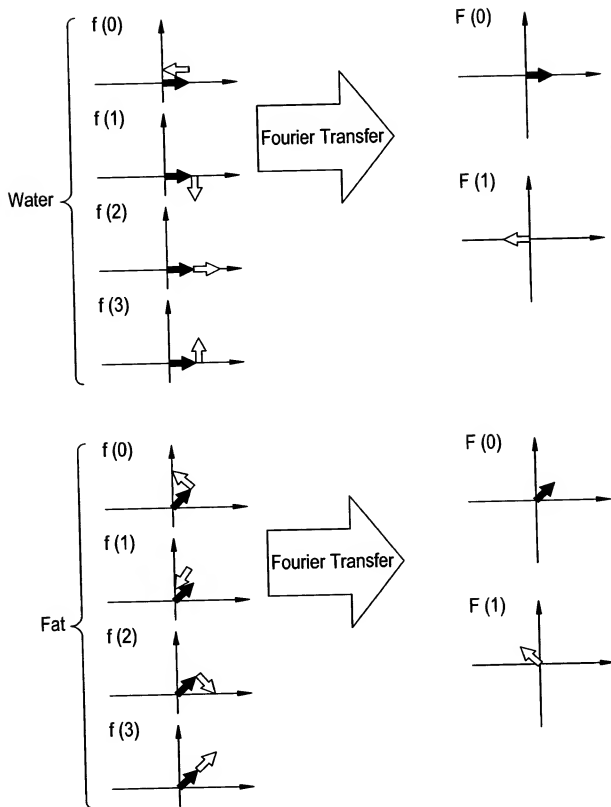 f (0)
F (0)
f (1)
Fourier Transfer
F (1)
Water
f (2)
f (3)
f (0)
F (0)
f (1)
Fourier Transfer
F (1)
Fat
f (2)
f (3)